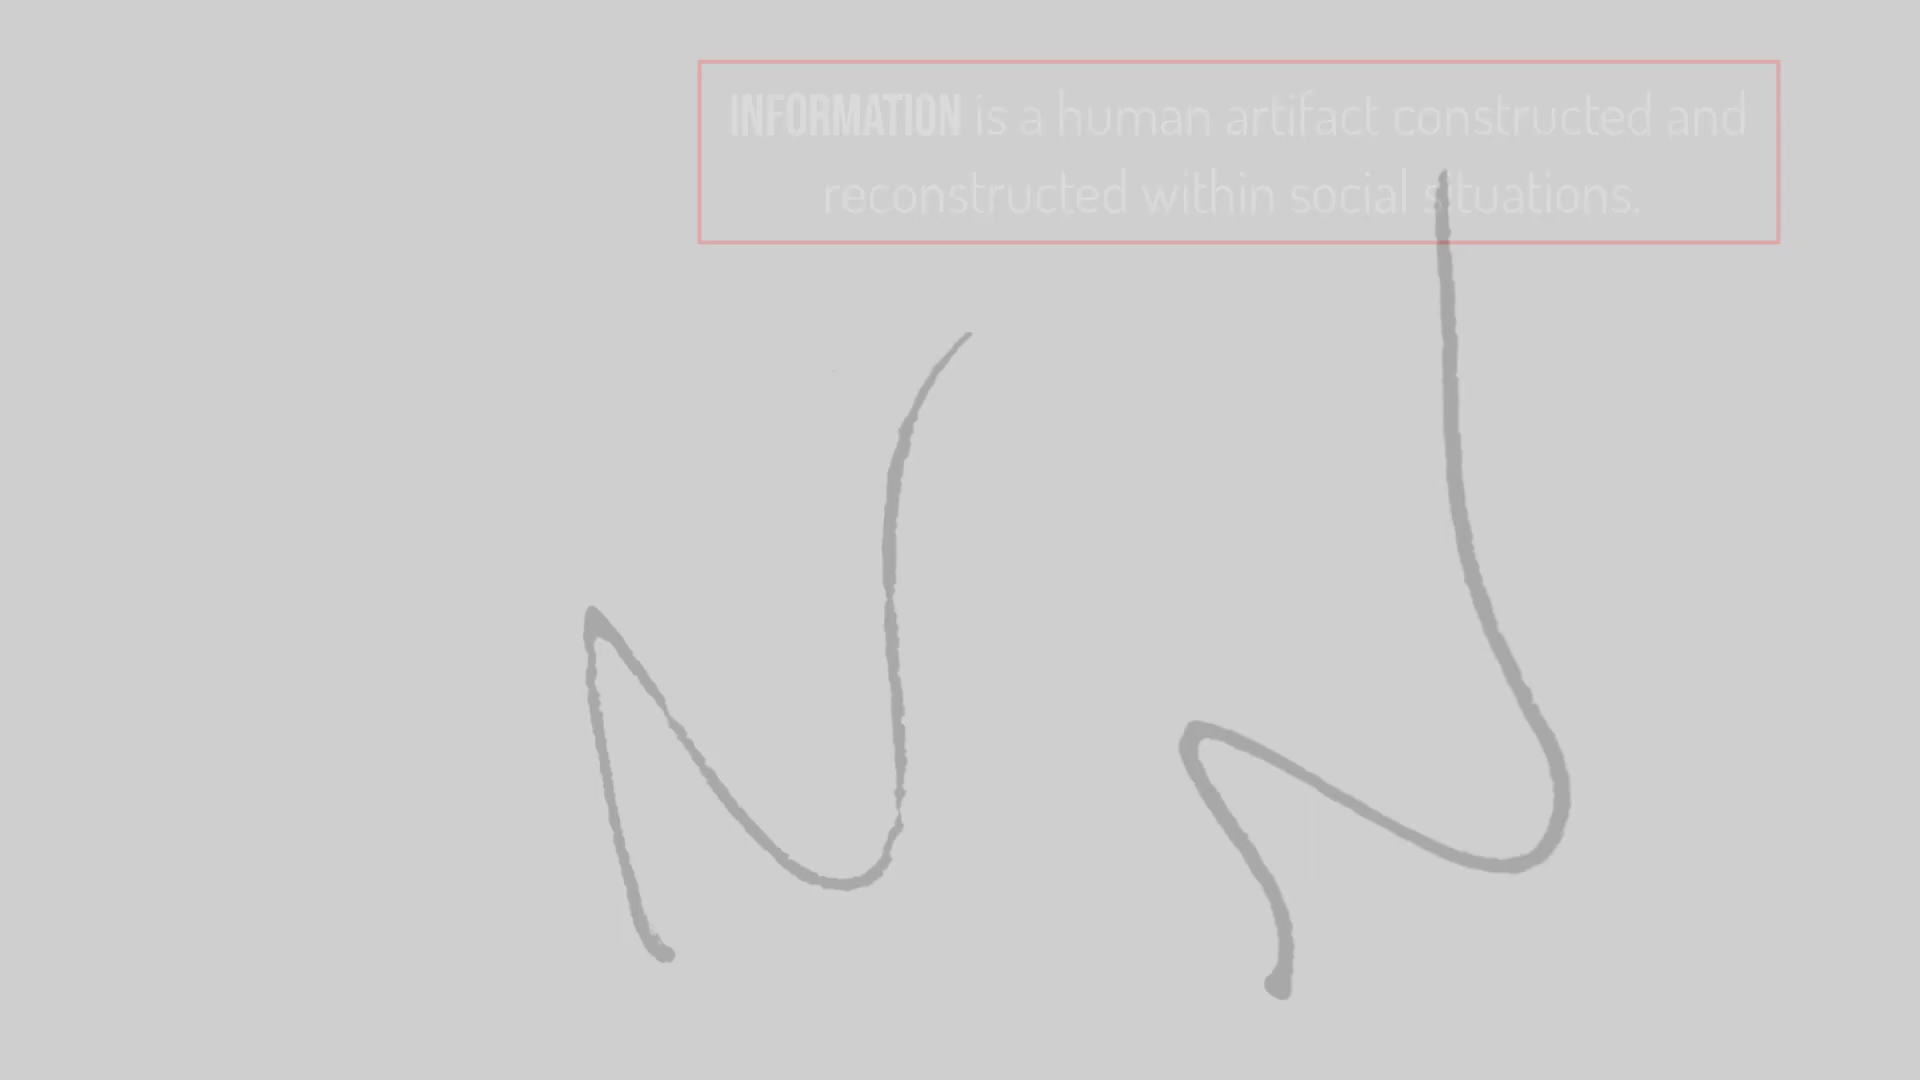 INFORMATION is a human artifact constructed and
reconstructed within social situations.